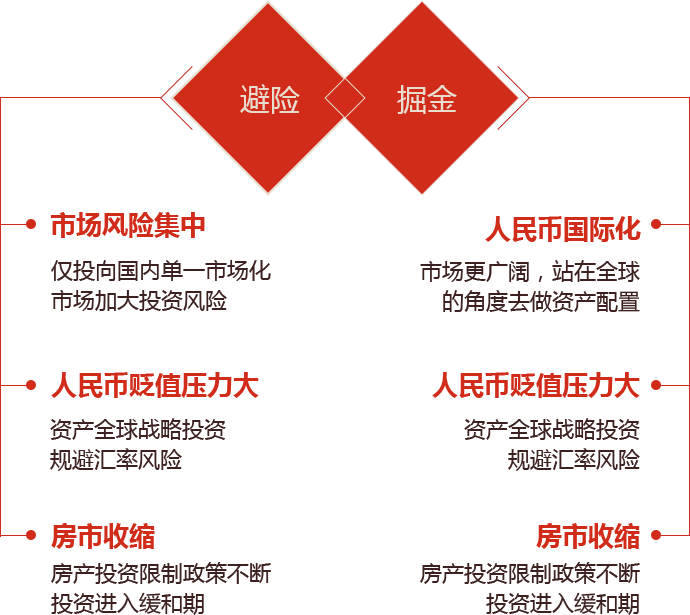 避险
掘金
市场风险集中
仅投向国内单一市场化
市场加大投资风险
人民币贬值压力大
资产全球战略投资
规避汇率风险
房市收缩
房产投资限制政策不断
投资进入缓和期
人民币国际化
市场更广阔，站在全球
的角度去做资产配置
人民币贬值压力大
资产全球战略投资
规避汇率风险
房市收缩
房产投资限制政策不断
投资进入缓和期